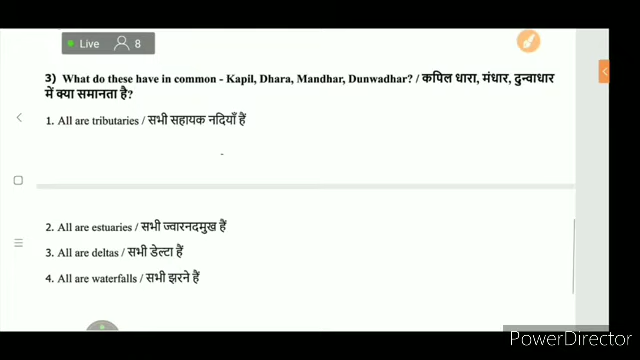 Live 8
3) What do these have in common - Kapil, Dhara, Mandhar, Dunwadhar? / कपिल धारा, मंधार, दुन्वाधार
में क्या समानता है?
1. All are tributaries / सभी सहायक नदियाँ हैं
2. All are estuaries / सभी ज्वारनदमुख हैं
3. All are deltas / सभी डेल्टा हैं
4. All are waterfalls / सभी झरने हैं
PowerDirector